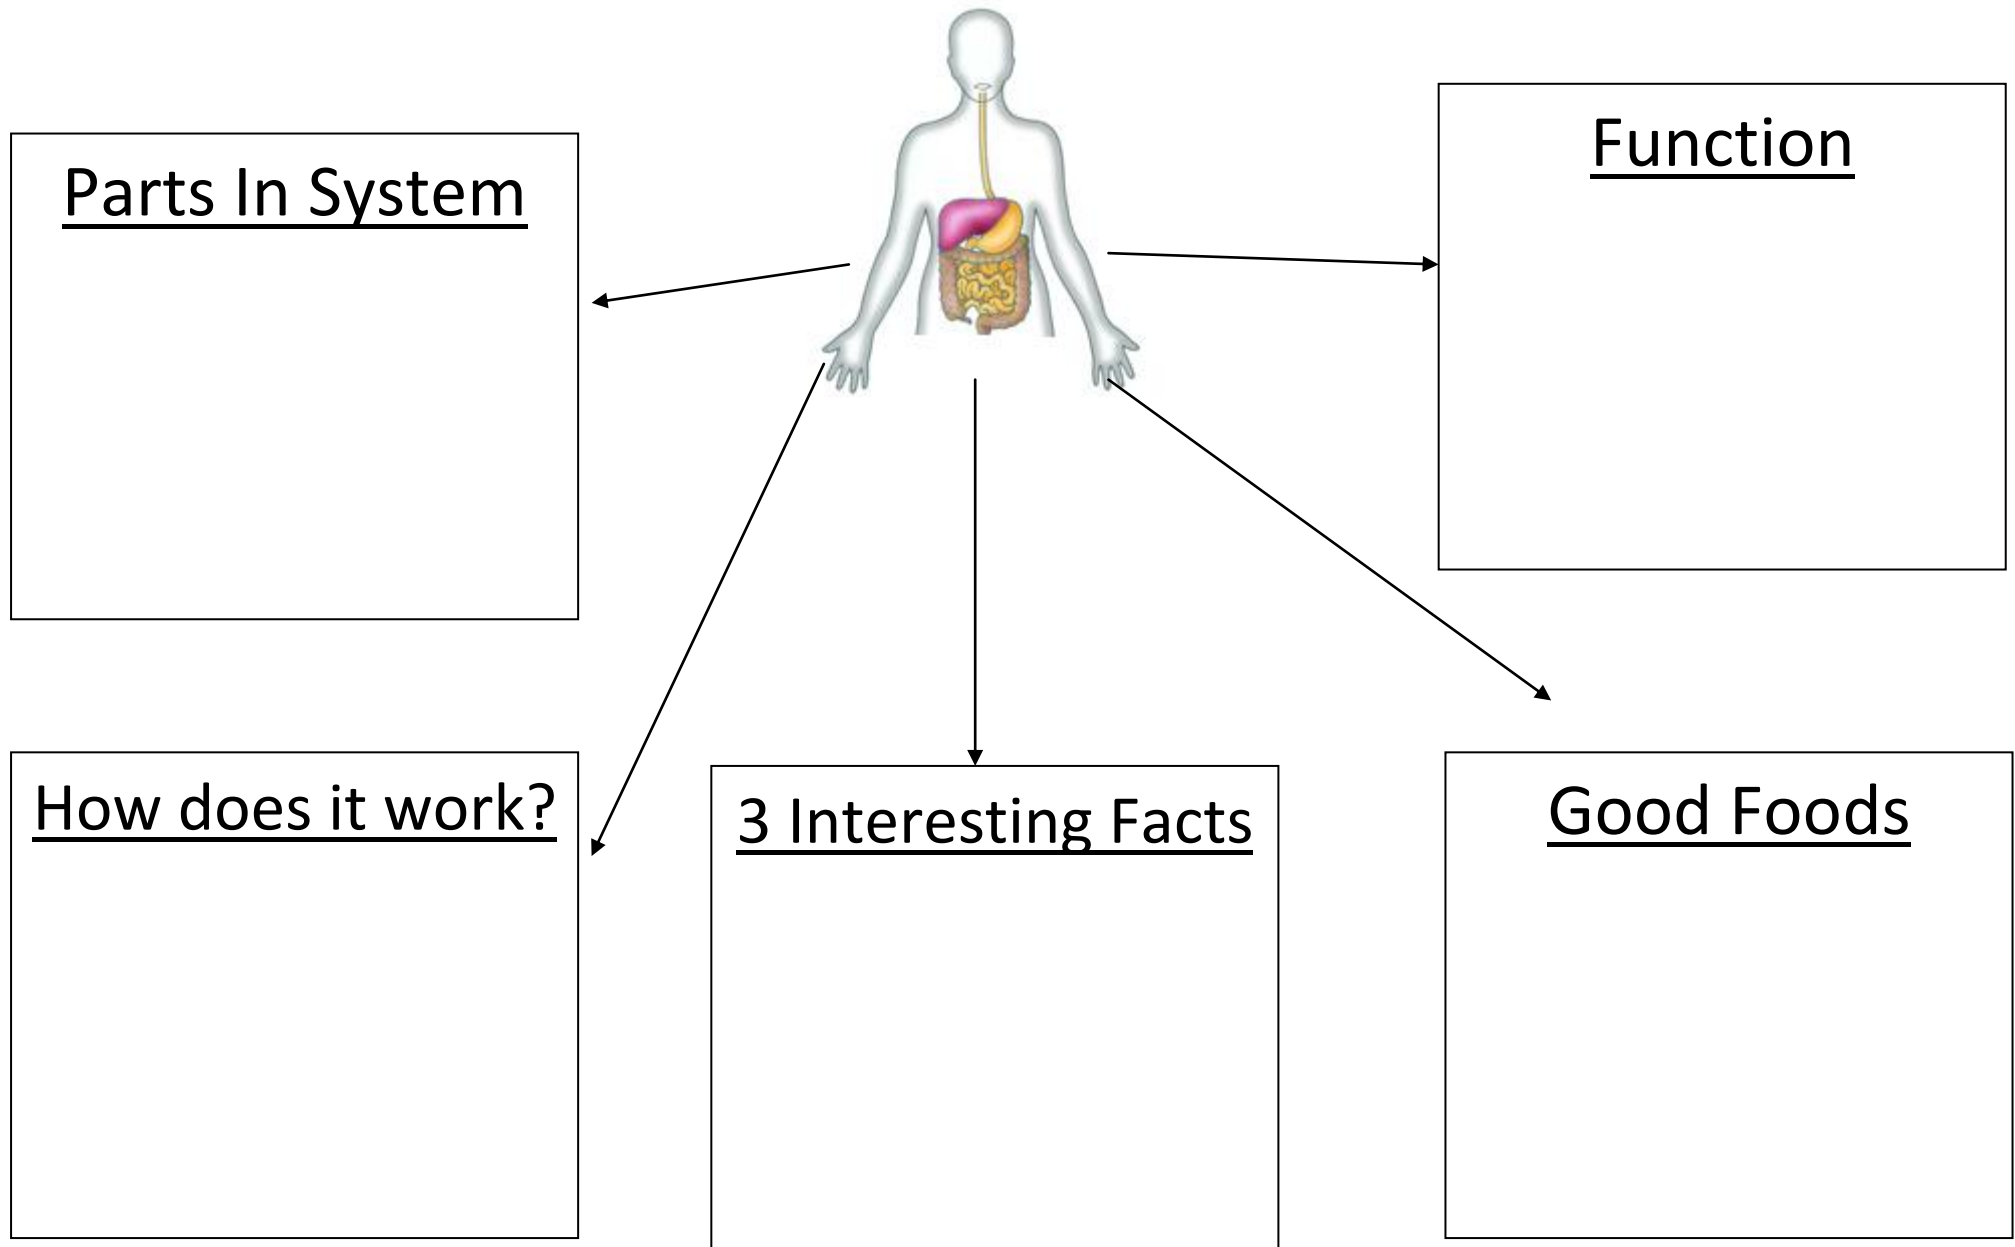 Parts In System
Function
How does it work?
3 Interesting Facts
Good Foods